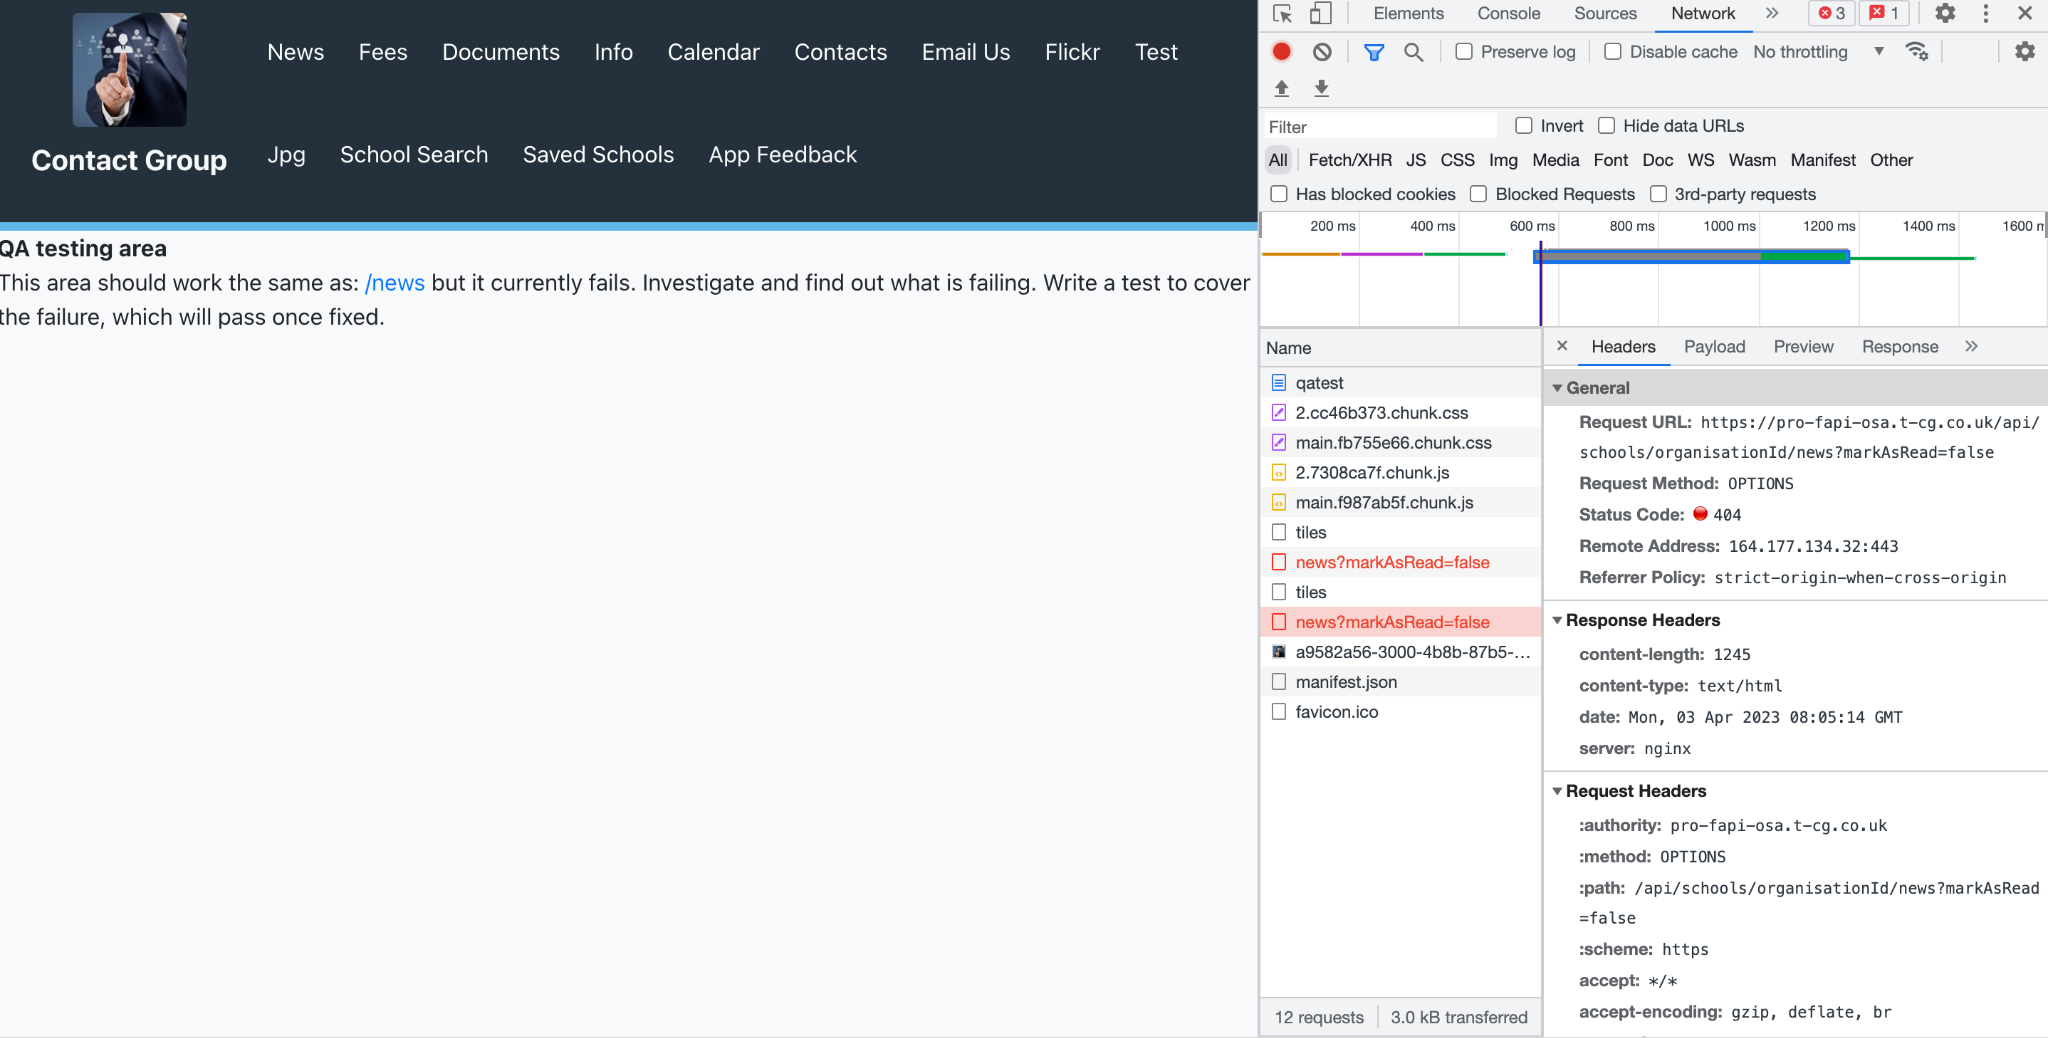 News Fees Documents Info Calendar Contacts Email Us Flickr Test
Contact Group
Jpg School Search Saved Schools App Feedback
QA testing area
This area should work the same as: /news but it currently fails. Investigate and find out what is failing. Write a test to cover
the failure, which will pass once fixed.
Elements Console Sources Network 3 1
Preserve log Disable cache No throttling
Filter Invert Hide data URLs
All Fetch/XHR JS CSS Img Media Font Doc WS Wasm Manifest Other
Has blocked cookies Blocked Requests 3rd-party requests
200 ms 400 ms 600 ms 800 ms 1000 ms 1200 ms 1400 ms 1600 m
Name
qatest
2.cc46b373.chunk.css
main.fb755e66.chunk.css
2.7308ca7f.chunk.js
main.f987ab5f.chunk.js
tiles
news?markAsRead=false
tiles
news?markAsRead=false
a9582a56-3000-4b8b-87b5-...
manifest.json
favicon.ico
12 requests 3.0 kB transferred
Headers Payload Preview Response
General
Request URL: https://pro-fapi-osa.t-cg.co.uk/api/
schools/organisationId/news?markAsRead=false
Request Method: OPTIONS
Status Code: 404
Remote Address: 164.177.134.32:443
Referrer Policy: strict-origin-when-cross-origin
Response Headers
content-length: 1245
content-type: text/html
date: Mon, 03 Apr 2023 08:05:14 GMT
server: nginx
Request Headers
:authority: pro-fapi-osa.t-cg.co.uk
:method: OPTIONS
:path: /api/schools/organisationId/news?markAsRead
=false
:scheme: https
accept: */*
accept-encoding: gzip, deflate, br